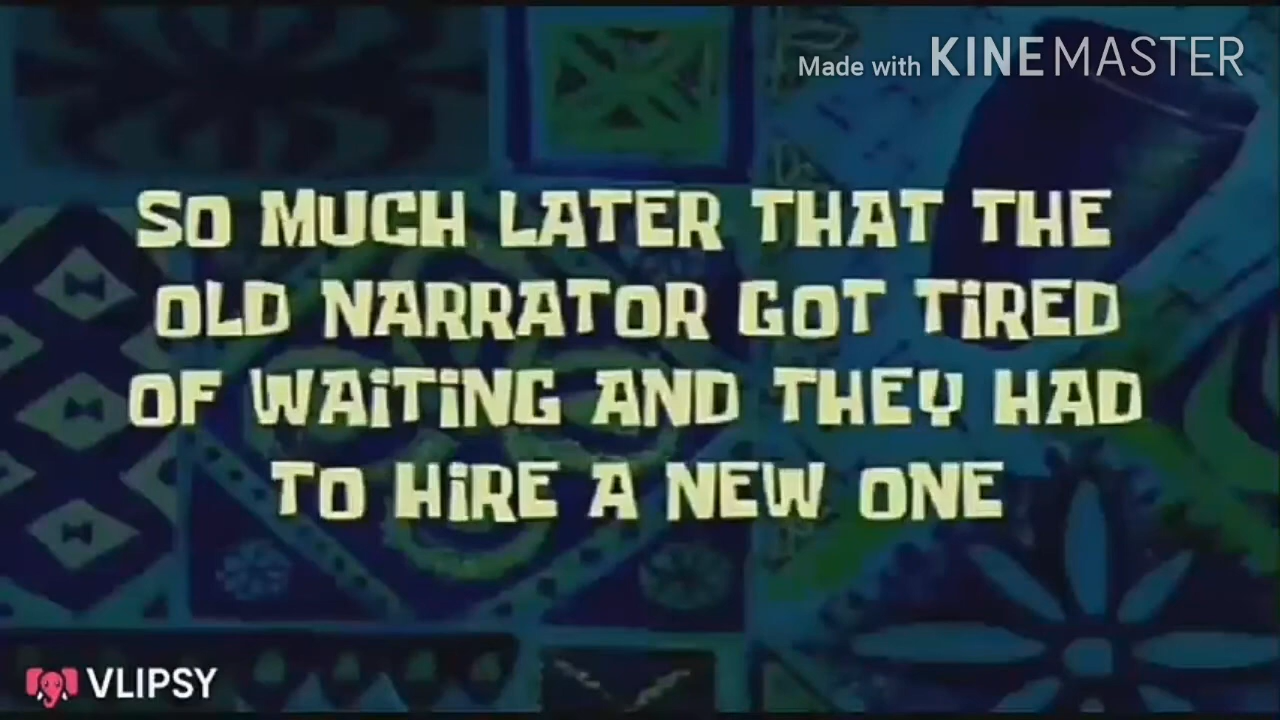 Made with KINEMASTER
SO MUCH LATER THAT THE
OLD NARRATOR GOT TiRED
OF WAiTiNG AND THEY HAD
TO HiRE A NEW ONE
VLIPSY